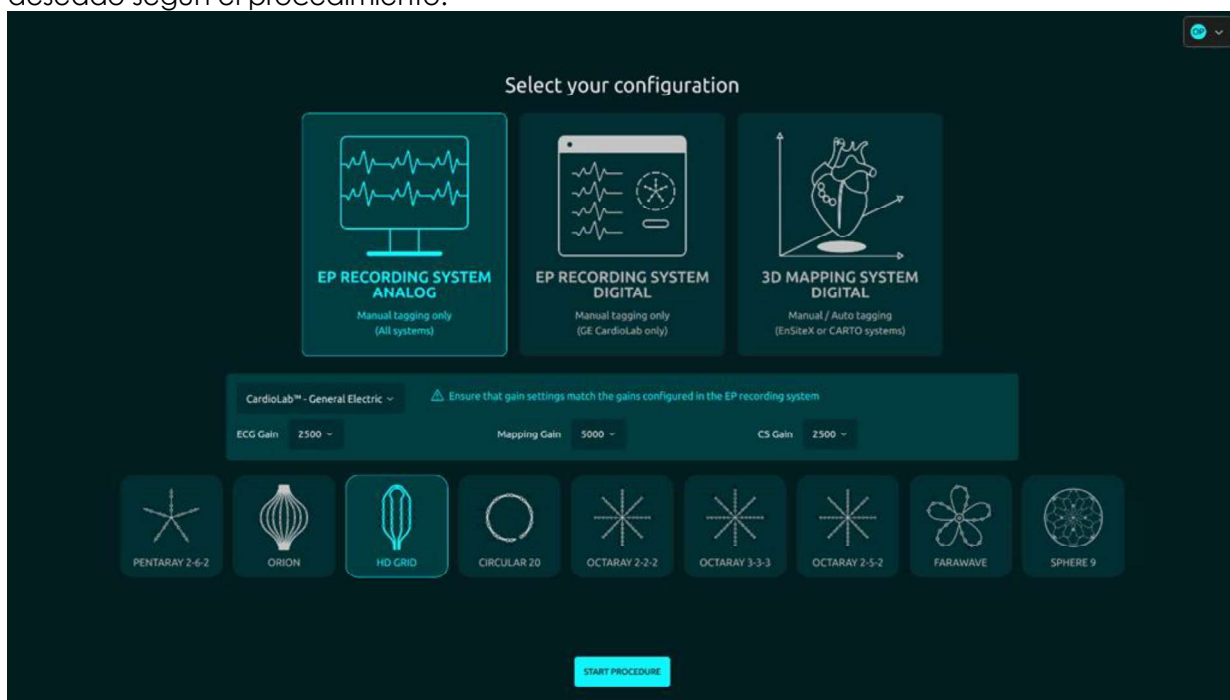 deseado según el procedimiento.
OP
Select your configuration
EP RECORDING SYSTEM
ANALOG
Manual tagging only
(All systems)
EP RECORDING SYSTEM
DIGITAL
Manual tagging only
(GE CardioLab only)
3D MAPPING SYSTEM
DIGITAL
Manual / Auto tagging
(EnSiteX or CARTO systems)
CardioLab™ - General Electric
Ensure that gain settings match the gains configured in the EP recording system
ECG Gain 2500
Mapping Gain 5000
CS Gain 2500
PENTARAY 2-6-2
ORION
HD GRID
CIRCULAR 20
OCTARAY 2-2-2
OCTARAY 3-3-3
OCTARAY 2-5-2
FARAWAVE
SPHERE 9
START PROCEDURE